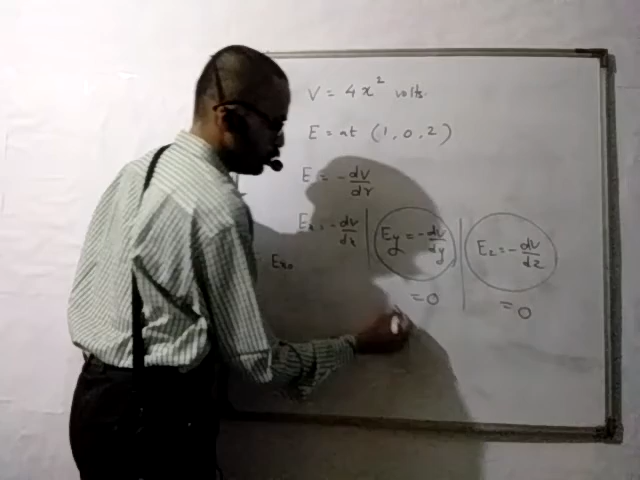 V = 4x² volts.
E = at (1, 0, 2)
E = -dV/dr
Ex = -dV/dx | Ey = -dV/dy | Ez = -dV/dz
= 0 = 0